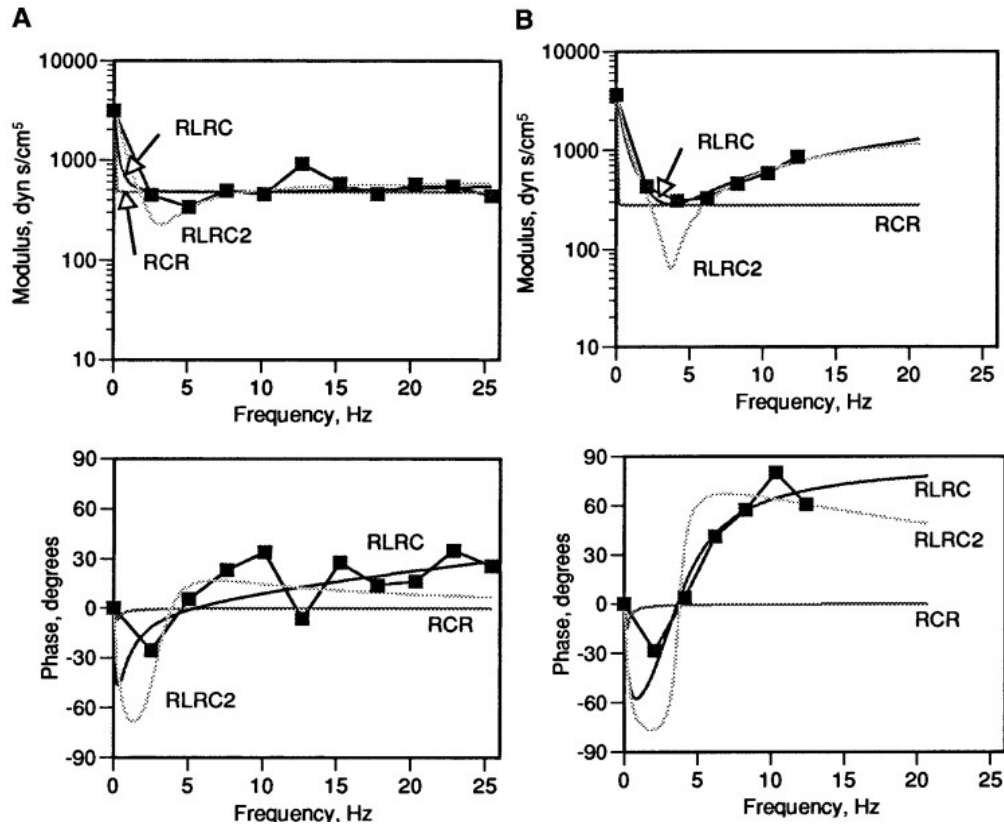 A
B
Modulus, dyn s/cm⁵
10000
1000
100
10
RLRC
RLRC2
RCR
0 5 10 15 20 25
Frequency, Hz
Modulus, dyn s/cm⁵
10000
1000
100
10
RLRC
RCR
RLRC2
0 5 10 15 20 25
Frequency, Hz
Phase, degrees
90
60
30
0
-30
-60
-90
RLRC
RCR
RLRC2
0 5 10 15 20 25
Frequency, Hz
Phase, degrees
90
60
30
0
-30
-60
-90
RLRC
RLRC2
RCR
0 5 10 15 20 25
Frequency, Hz